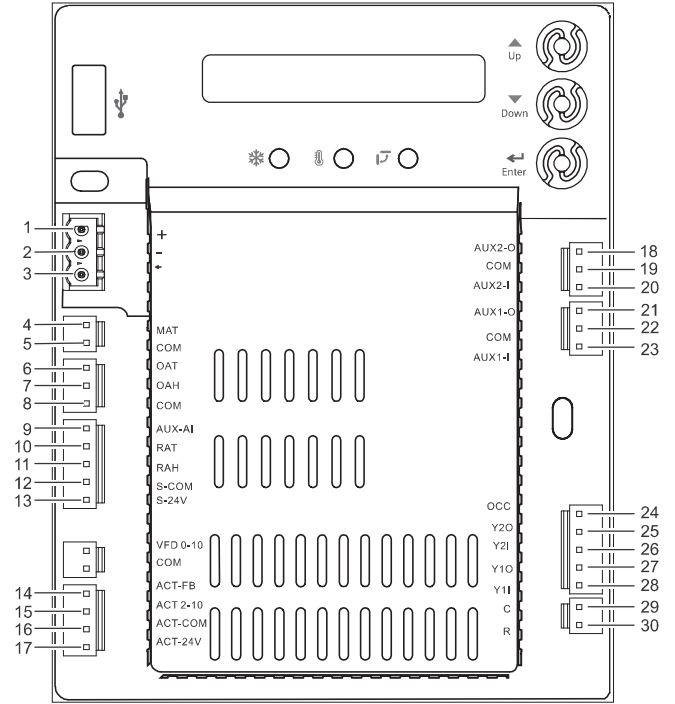 Up
Down
Enter
1
2
3
4
5
6
7
8
9
10
11
12
13
14
15
16
17
+
–
MAT
COM
OAT
OAH
COM
AUX-AI
RAT
RAH
S-COM
S-24V
VFD 0-10
COM
ACT-FB
ACT 2-10
ACT-COM
ACT-24V
AUX2-O
COM
AUX2-I
AUX1-O
COM
AUX1-I
OCC
Y2O
Y2I
Y1O
Y1I
C
R
18
19
20
21
22
23
24
25
26
27
28
29
30